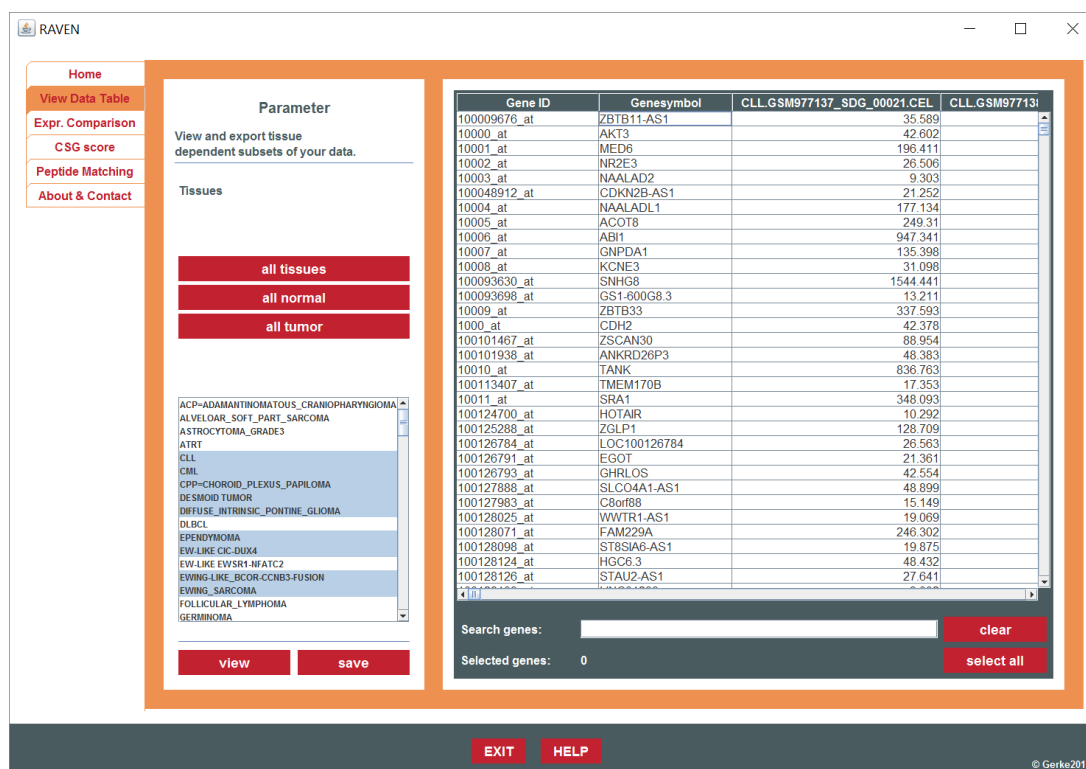 RAVEN
Home
View Data Table
Expr. Comparison
CSG score
Peptide Matching
About & Contact
Parameter
View and export tissue
dependent subsets of your data.
Tissues
all tissues
all normal
all tumor
ACP=ADAMANTINOMATOUS_CRANIOPHARYNGIOMA
ALVEOLAR_SOFT_PART_SARCOMA
ASTROCYTOMA_GRADE3
ATRT
CLL
CML
CPP=CHOROID_PLEXUS_PAPILOMA
DESMOID TUMOR
DIFFUSE_INTRINSIC_PONTINE_GLIOMA
DLBCL
EPENDYMOMA
EW-LIKE CIC-DUX4
EW-LIKE EWSR1-NFATC2
EWING-LIKE_BCOR-CCNB3-FUSION
EWING_SARCOMA
FOLLICULAR_LYMPHOMA
GERMINOMA
view save
Gene ID Genesymbol CLL.GSM977137_SDG_00021.CEL CLL.GSM977138
100009676_at ZBTB11-AS1 35.589
10000_at AKT3 42.602
10001_at MED6 196.411
10002_at NR2E3 26.506
10003_at NAALAD2 9.303
100048912_at CDKN2B-AS1 21.252
10004_at NAALADL1 177.134
10005_at ACOT8 249.31
10006_at ABI1 947.341
10007_at GNPDA1 135.398
10008_at KCNE3 31.098
100093630_at SNHG8 1544.441
100093698_at GS1-600G8.3 13.211
10009_at ZBTB33 337.593
1000_at CDH2 42.378
100101467_at ZSCAN30 88.954
100101938_at ANKRD26P3 48.383
10010_at TANK 836.763
100113407_at TMEM170B 17.353
10011_at SRA1 348.093
100124700_at HOTAIR 10.292
100125288_at ZGLP1 128.709
100126784_at LOC100126784 26.563
100126791_at EGOT 21.361
100126793_at GHRLOS 42.554
100127888_at SLCO4A1-AS1 48.899
100127983_at C8orf88 15.149
100128025_at WWTR1-AS1 19.069
100128071_at FAM229A 246.302
100128098_at ST8SIA6-AS1 19.875
100128124_at HGC6.3 48.432
100128126_at STAU2-AS1 27.641
Search genes: clear
Selected genes: 0 select all
EXIT HELP
© Gerke201